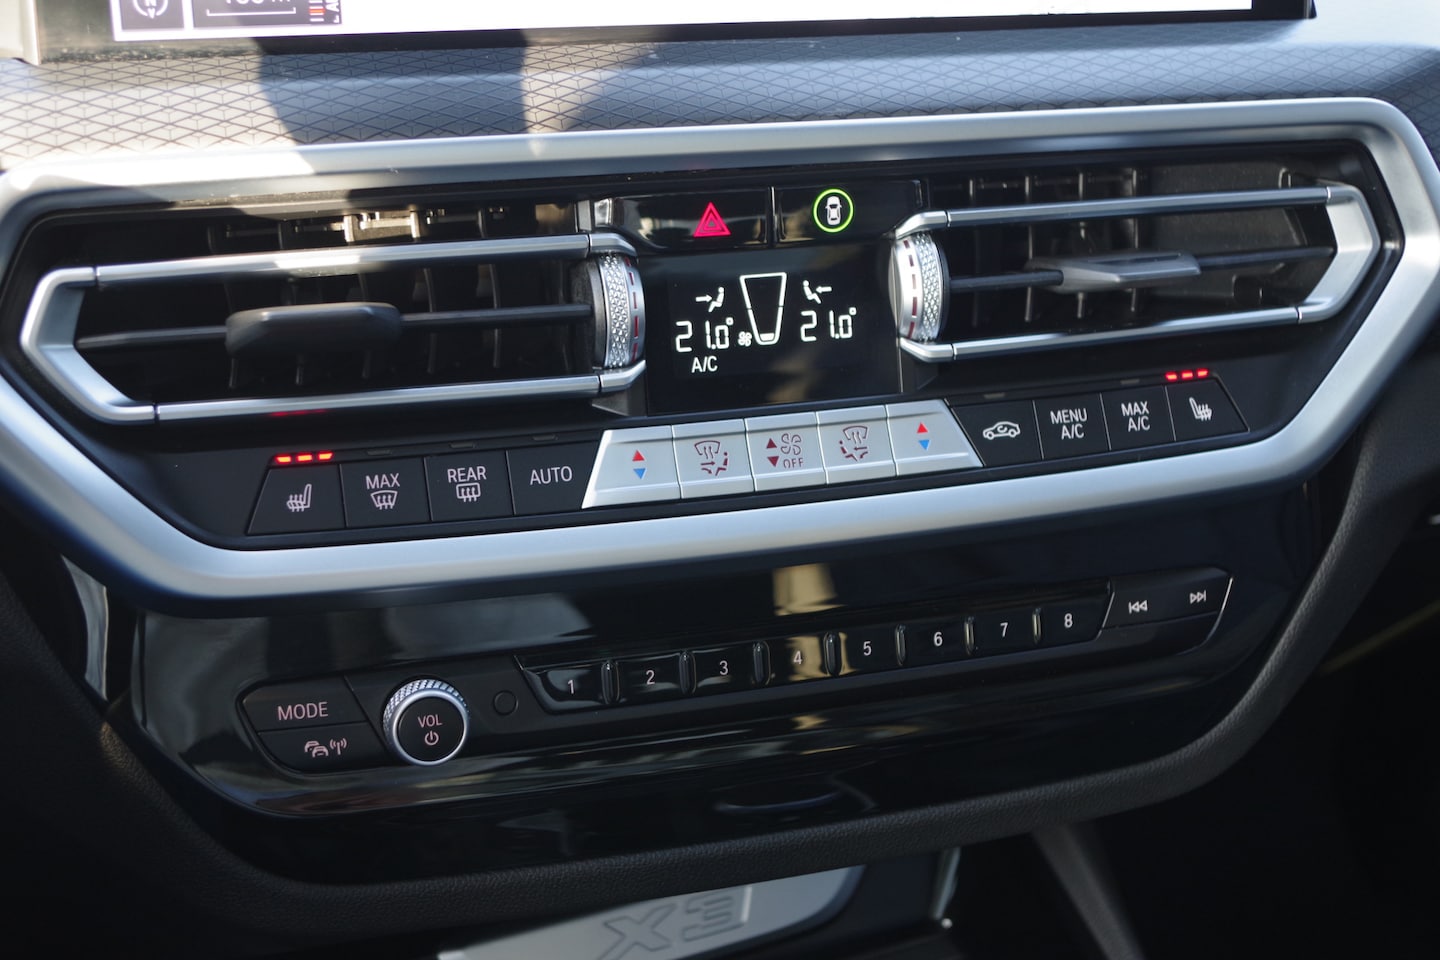 N
21.0°
21.0°
A/C
MAX
REAR
AUTO
OFF
MENU
A/C
MAX
A/C
MODE
VOL
1
2
3
4
5
6
7
8
X3